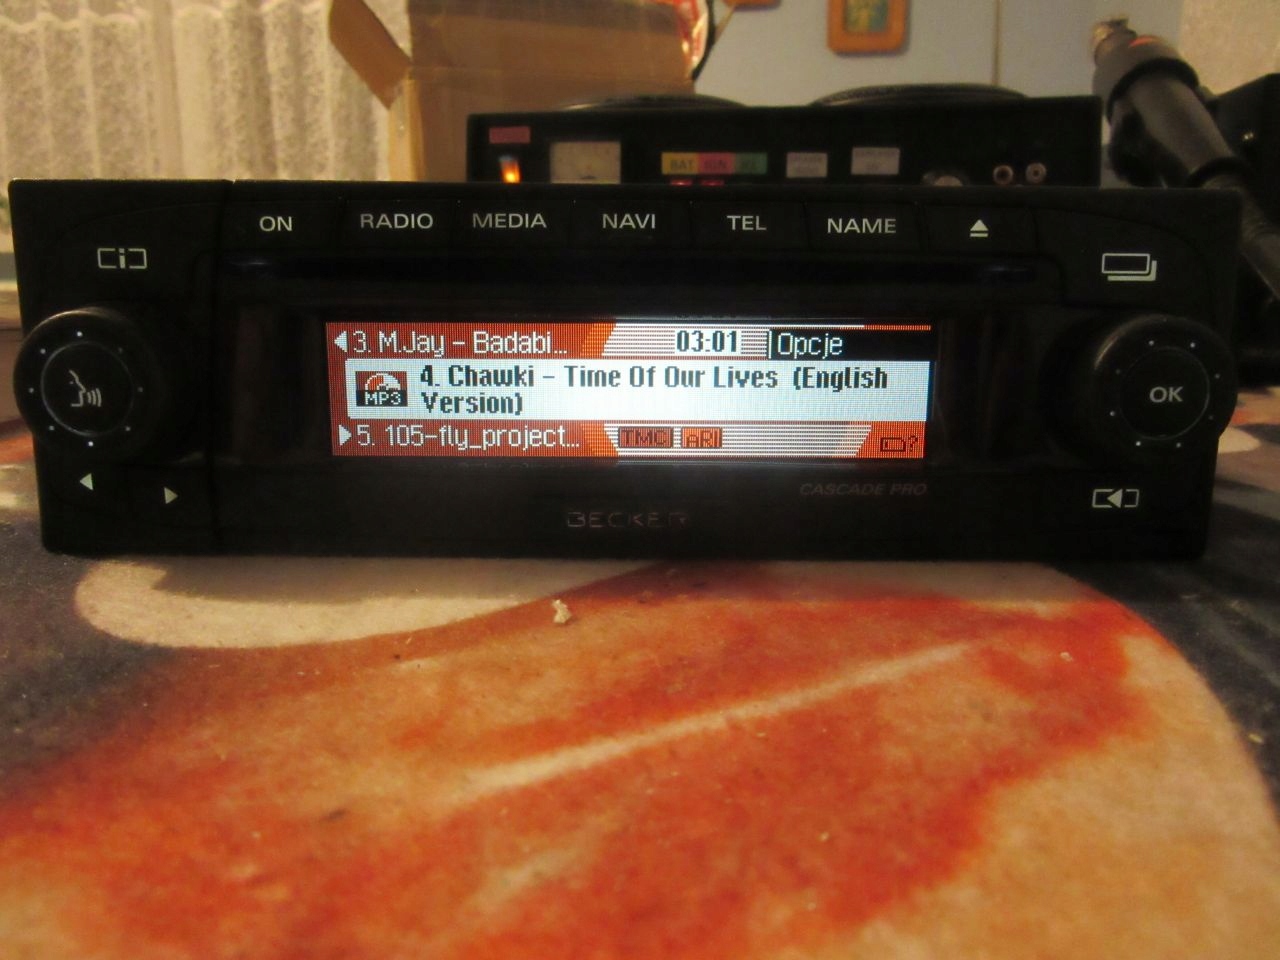 BAT IGN
ON RADIO MEDIA NAVI TEL NAME
3. M.Jay - Badabi... 03:01 Opcje
MP3 4. Chawki - Time Of Our Lives (English
Version)
5. 105-fly_project... TMC ARI ?
OK
CASCADE PRO
BECKER